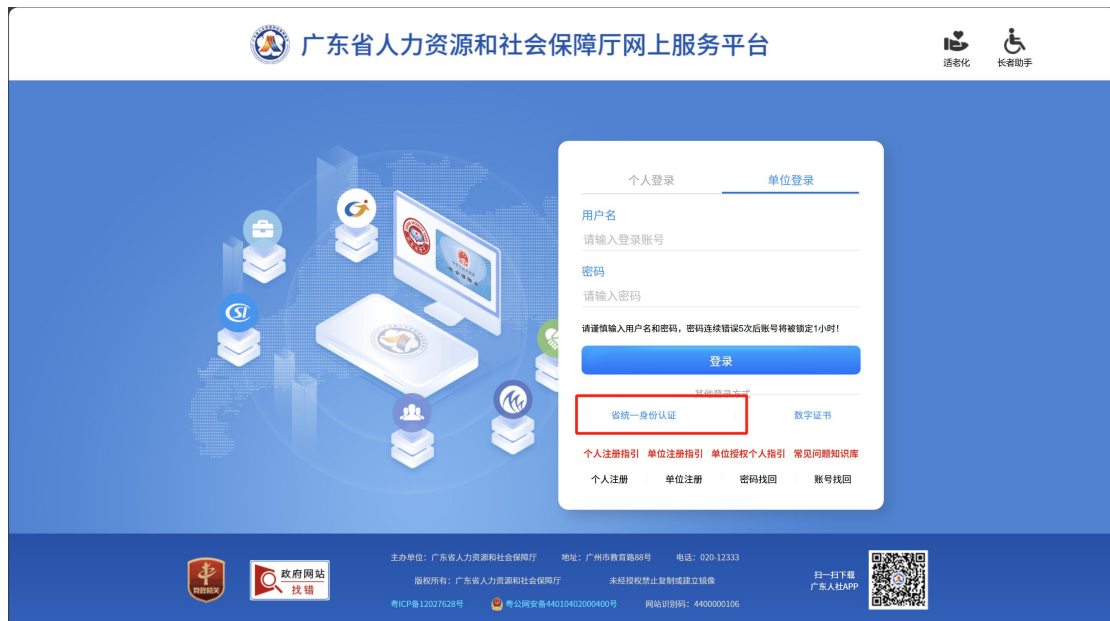 广东省人力资源和社会保障厅网上服务平台
适老化 长者助手
个人登录 单位登录
用户名
请输入登录账号
密码
请输入密码
请谨慎输入用户名和密码，密码连续错误5次后账号将被锁定1小时！
登录
其他登录方式
省统一身份认证 数字证书
个人注册指引 单位注册指引 单位授权个人指引 常见问题知识库
个人注册 单位注册 密码找回 账号找回
主办单位：广东省人力资源和社会保障厅 地址：广州市教育路88号 电话：020-12333
版权所有：广东省人力资源和社会保障厅 未经授权禁止复制或建立镜像
粤ICP备12027628号 粤公网安备44010402000400号 网站识别码：4400000106
党政机关
政府网站
找错
扫一扫下载
广东人社APP